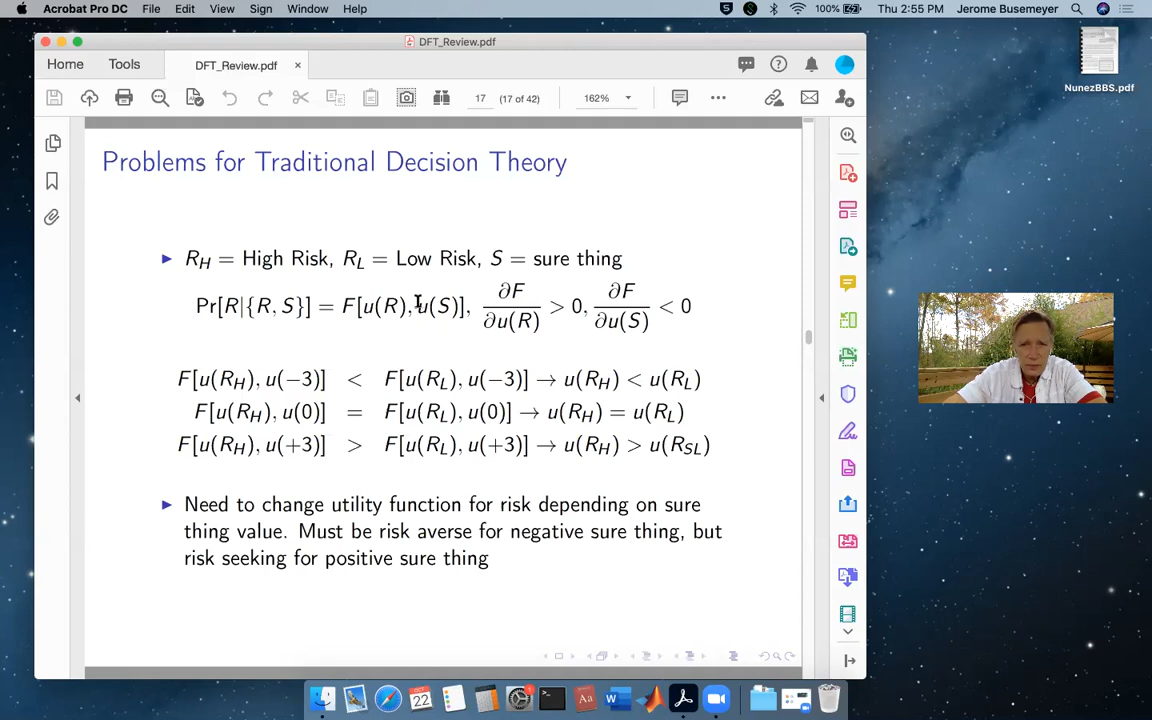 Acrobat Pro DC File Edit View Sign Window Help 100% Thu 2:55 PM Jerome Busemeyer
DFT_Review.pdf
Home Tools DFT_Review.pdf ×
17 (17 of 42) 162%
NunezBBS.pdf
Problems for Traditional Decision Theory
R_H = High Risk, R_L = Low Risk, S = sure thing
Pr[R|{R, S}] = F[u(R), u(S)], ∂F/∂u(R) > 0, ∂F/∂u(S) < 0
F[u(R_H), u(−3)] < F[u(R_L), u(−3)] → u(R_H) < u(R_L)
F[u(R_H), u(0)] = F[u(R_L), u(0)] → u(R_H) = u(R_L)
F[u(R_H), u(+3)] > F[u(R_L), u(+3)] → u(R_H) > u(R_SL)
Need to change utility function for risk depending on sure
thing value. Must be risk averse for negative sure thing, but
risk seeking for positive sure thing
OCT
22
Aa
W